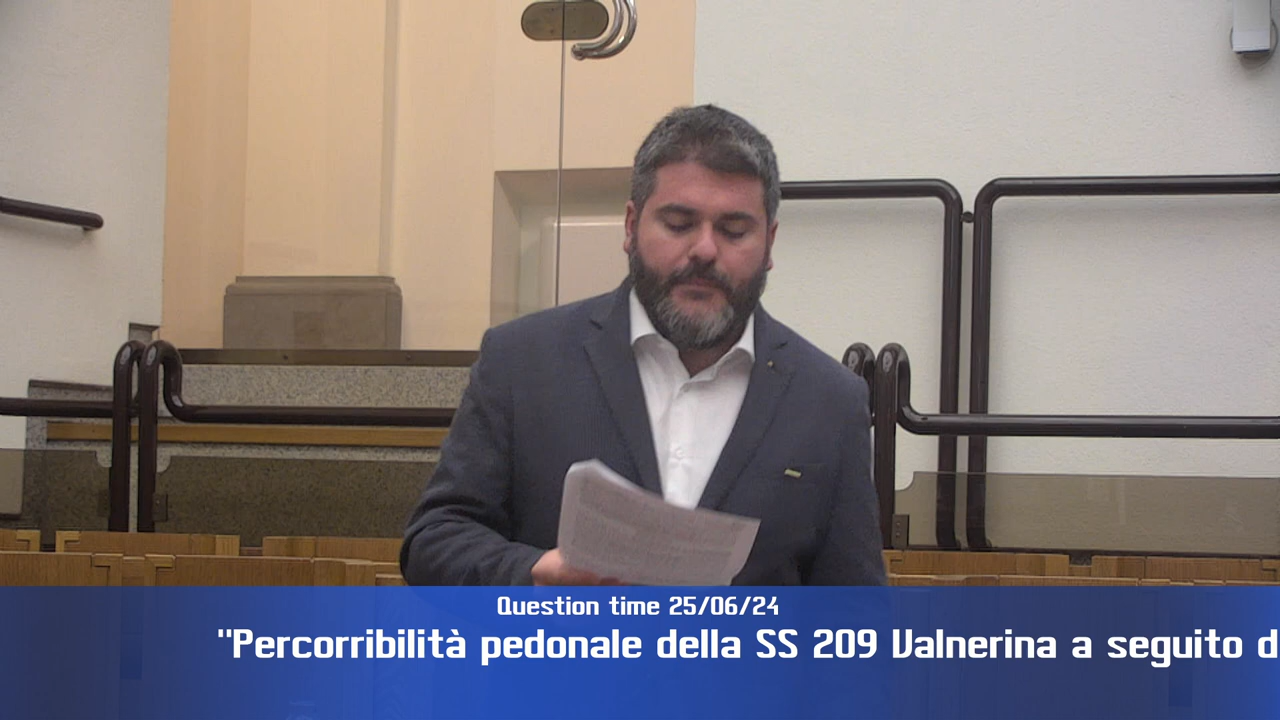 Question time 25/06/24
"Percorribilità pedonale della SS 209 Valnerina a seguito d